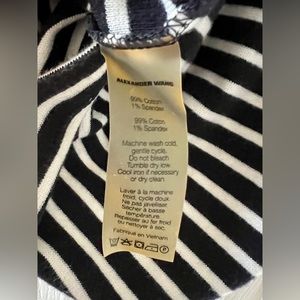 ALEXANDER WANG
99% Cotton
1% Spandex
99% Coton
1% Spandex
Machine wash cold,
gentle cycle.
Do not bleach
Tumble dry low.
Cool iron if necessary
or dry clean
Laver à la machine
froid, cycle doux.
Ne pas javelliser
Sécher à basse
température.
Repasser au fer froid
ou nettoyer à sec.
Fabriqué en Vietnam